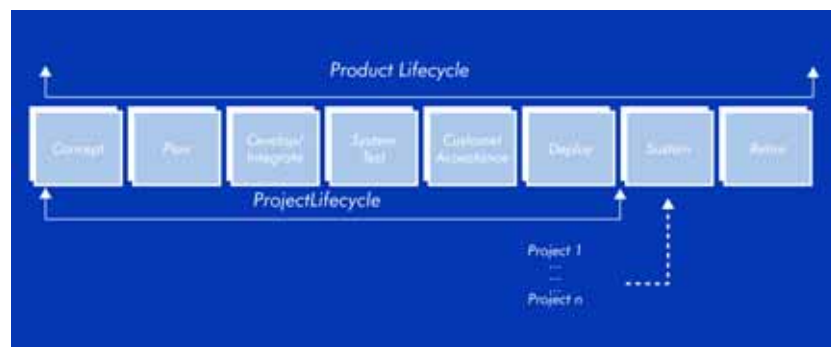 Product Lifecycle
Concept
Plan
Develop/
Integrate
System
Test
Customer
Acceptance
Deploy
Sustain
Retire
ProjectLifecycle
Project 1
...
...
Project n